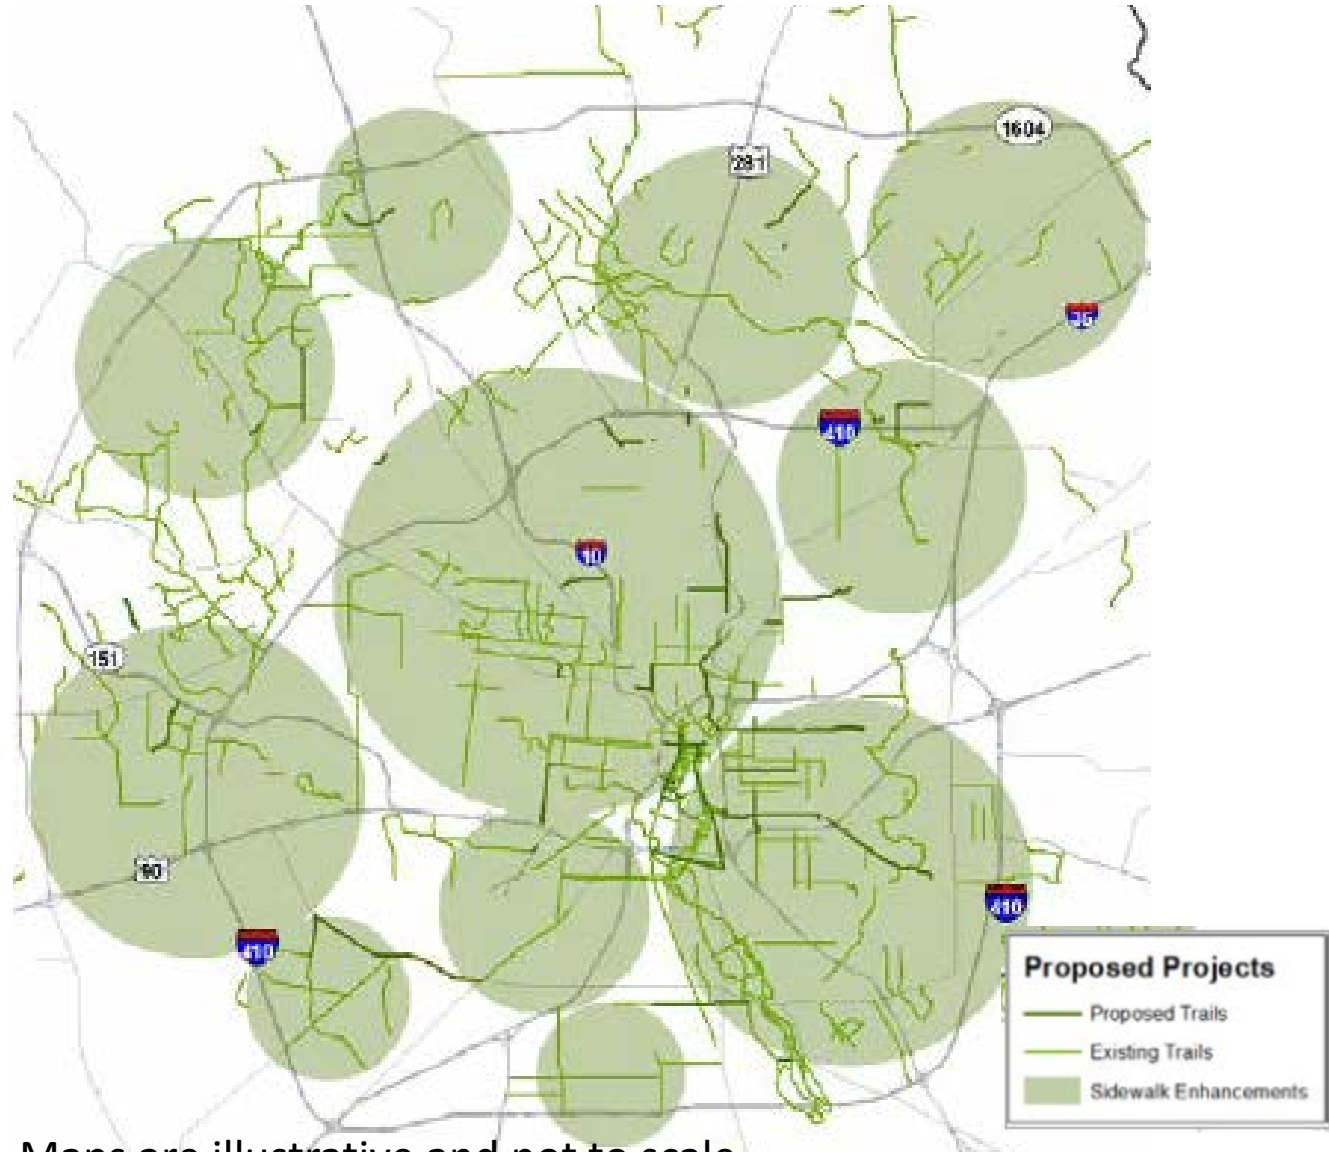 1604
281
35
410
10
151
90
410
410
Proposed Projects
Proposed Trails
Existing Trails
Sidewalk Enhancements
Maps are illustrative and not to scale